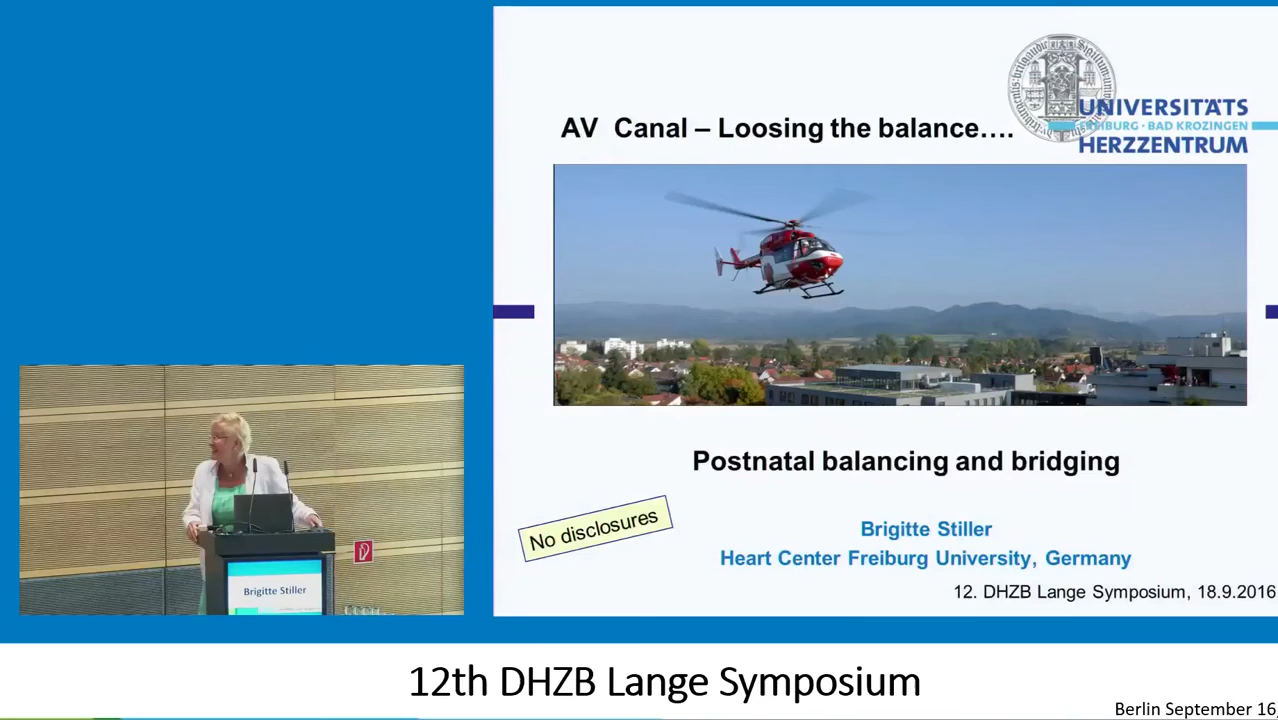 AV Canal – Loosing the balance….
UNIVERSITÄTS
FREIBURG · BAD KROZINGEN
HERZZENTRUM
Postnatal balancing and bridging
No disclosures
Brigitte Stiller
Heart Center Freiburg University, Germany
12. DHZB Lange Symposium, 18.9.2016
Brigitte Stiller
12th DHZB Lange Symposium
Berlin September 16,